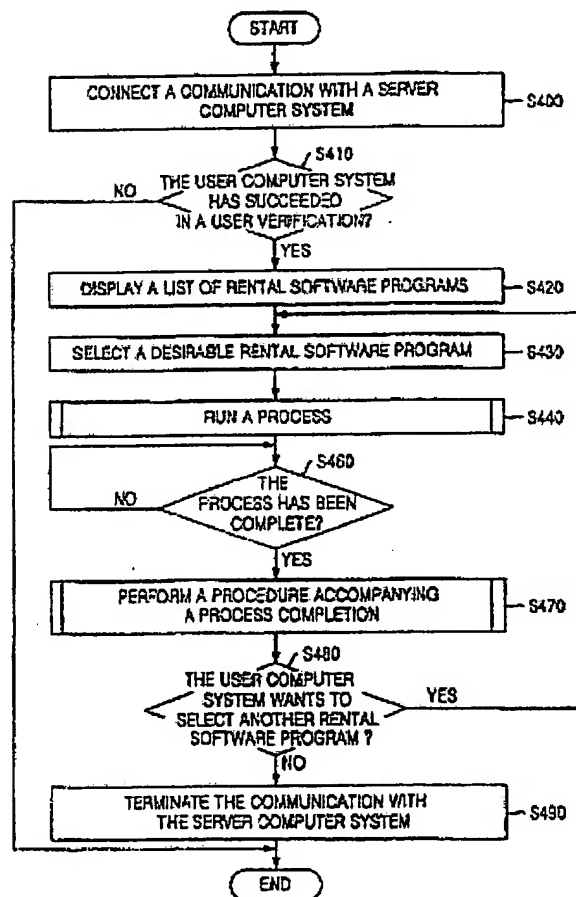 START
CONNECT A COMMUNICATION WITH A SERVER
COMPUTER SYSTEM
S400
S410
NO
THE USER COMPUTER SYSTEM
HAS SUCCEEDED
IN A USER VERIFICATION?
YES
DISPLAY A LIST OF RENTAL SOFTWARE PROGRAMS
S420
SELECT A DESIRABLE RENTAL SOFTWARE PROGRAM
S430
RUN A PROCESS
S440
S460
NO
THE
PROCESS HAS BEEN
COMPLETE?
YES
PERFORM A PROCEDURE ACCOMPANYING
A PROCESS COMPLETION
S470
S480
THE USER COMPUTER
SYSTEM WANTS TO
SELECT ANOTHER RENTAL
SOFTWARE PROGRAM ?
YES
NO
TERMINATE THE COMMUNICATION WITH
THE SERVER COMPUTER SYSTEM
S490
END